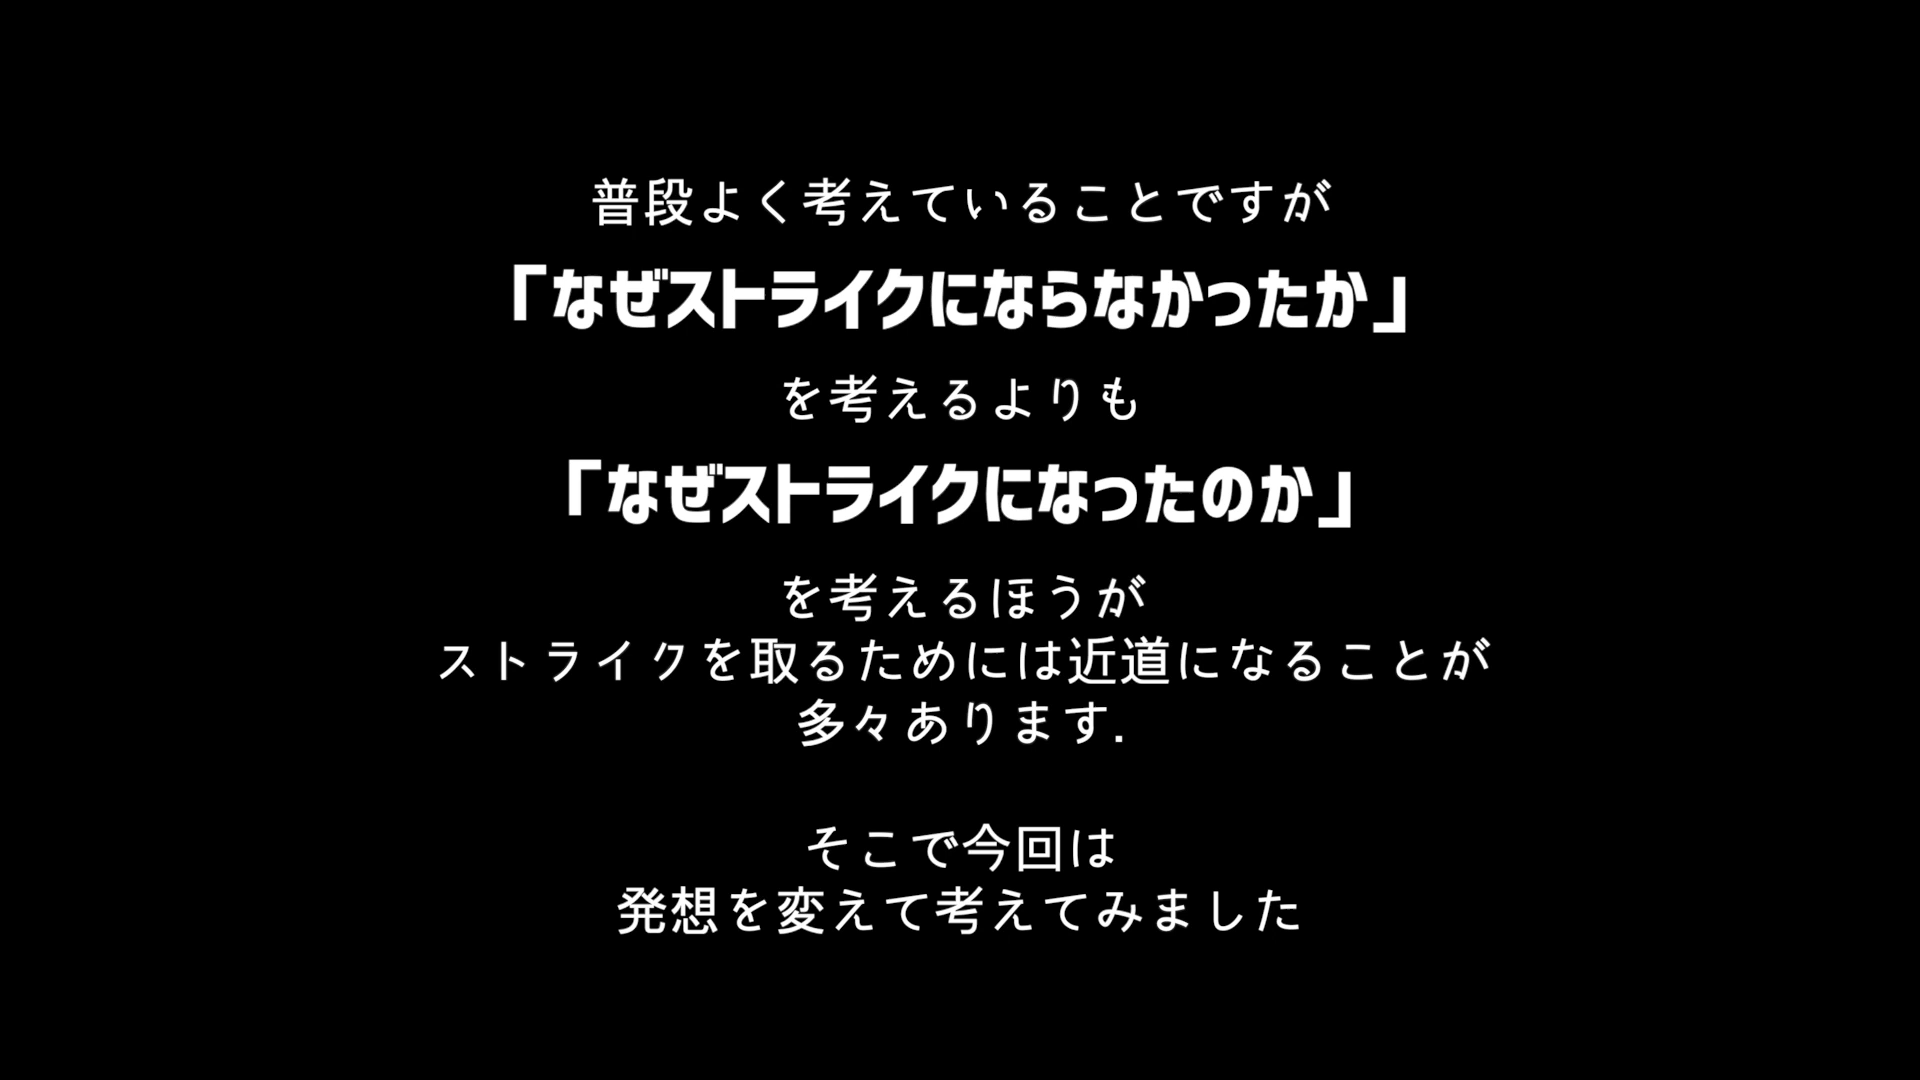 普段よく考えていることですが
「なぜストライクにならなかったか」
を考えるよりも
「なぜストライクになったのか」
を考えるほうが
ストライクを取るためには近道になることが
多々あります.
そこで今回は
発想を変えて考えてみました